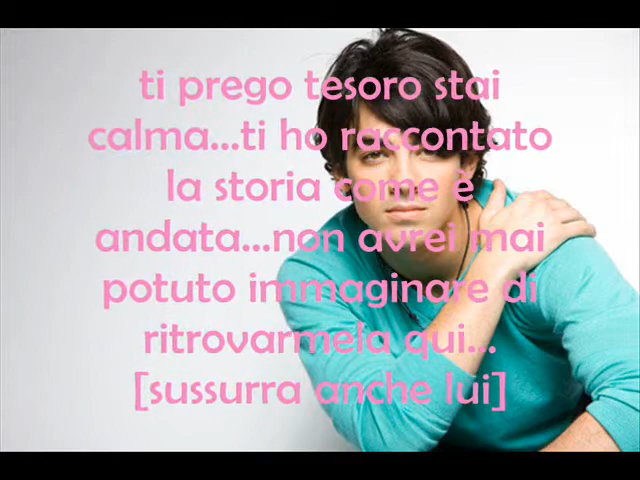 ti prego tesoro stai
calma...ti ho raccontato
la storia come è
andata...non avrei mai
potuto immaginare di
ritrovarmela qui...
[sussurra anche lui]